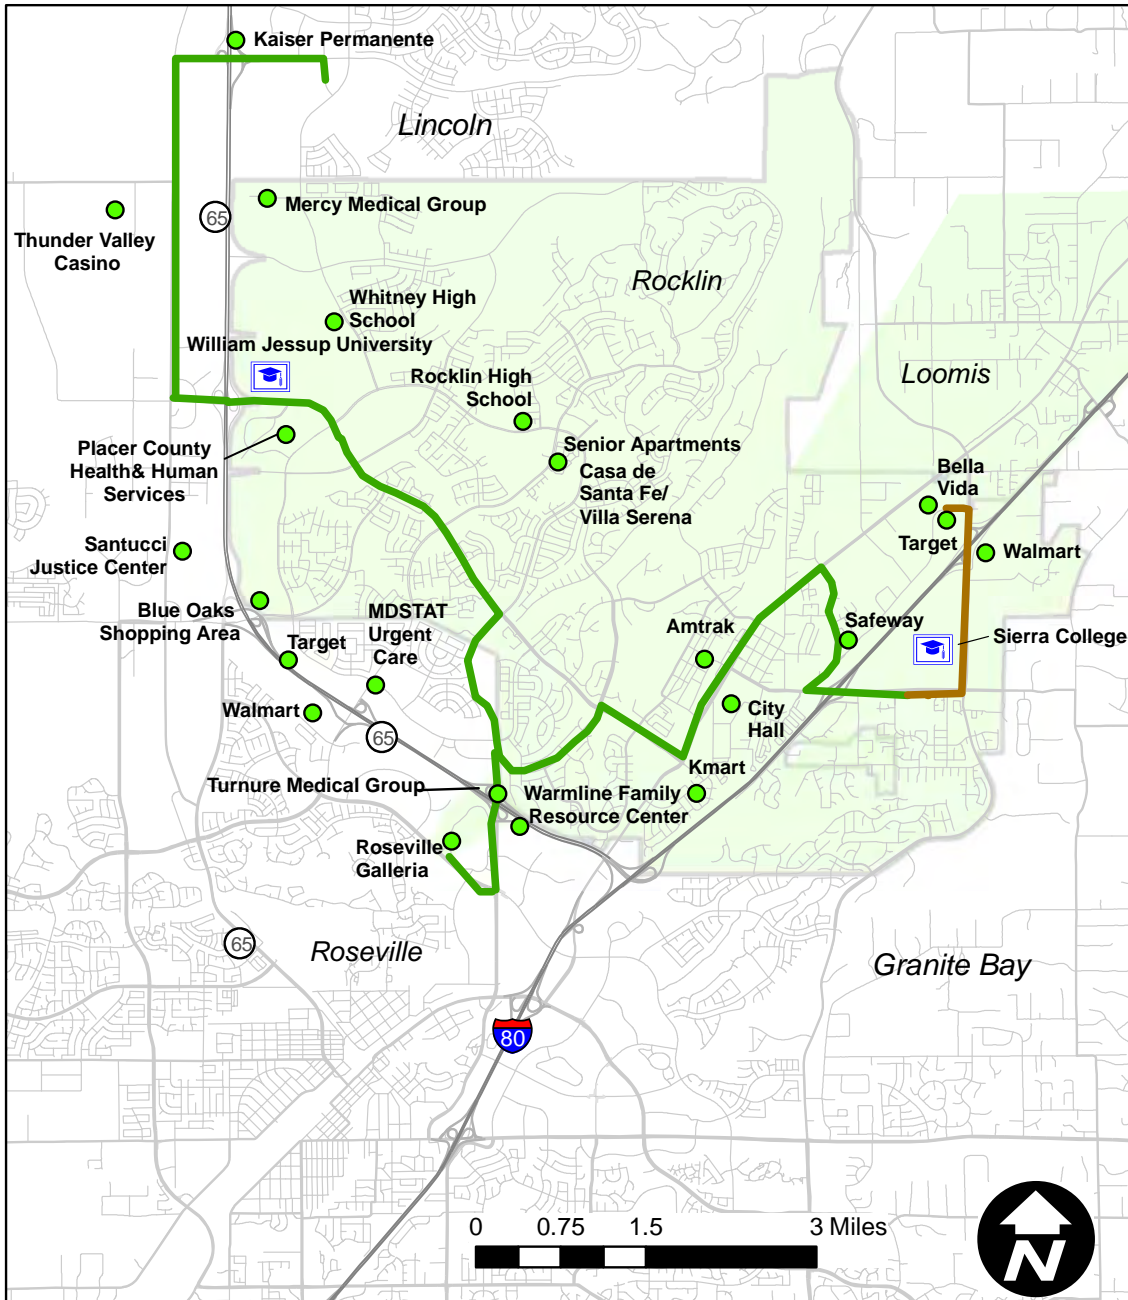 Kaiser Permanente
Lincoln
Mercy Medical Group
65
Thunder Valley
Casino
Rocklin
Whitney High
School
William Jessup University
Loomis
Rocklin High
School
Placer County
Health& Human
Services
Senior Apartments
Casa de
Santa Fe/
Villa Serena
Bella
Vida
Target
Walmart
Santucci
Justice Center
Blue Oaks
Shopping Area
MDSTAT
Urgent
Care
Target
Amtrak
Safeway
Sierra College
Walmart
65
City
Hall
Kmart
Turnure Medical Group
Warmline Family
Resource Center
Roseville
Galleria
65
Roseville
Granite Bay
80
0 0.75 1.5 3 Miles
N